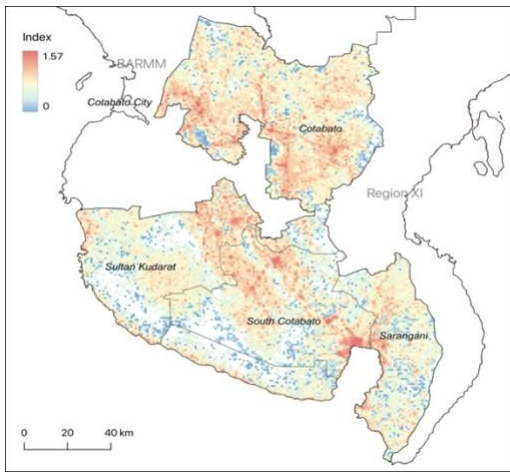 Index
1.57
0
BARMM
Cotabato City
Cotabato
Region XI
Sultan Kudarat
South Cotabato
Sarangani
0 20 40 km